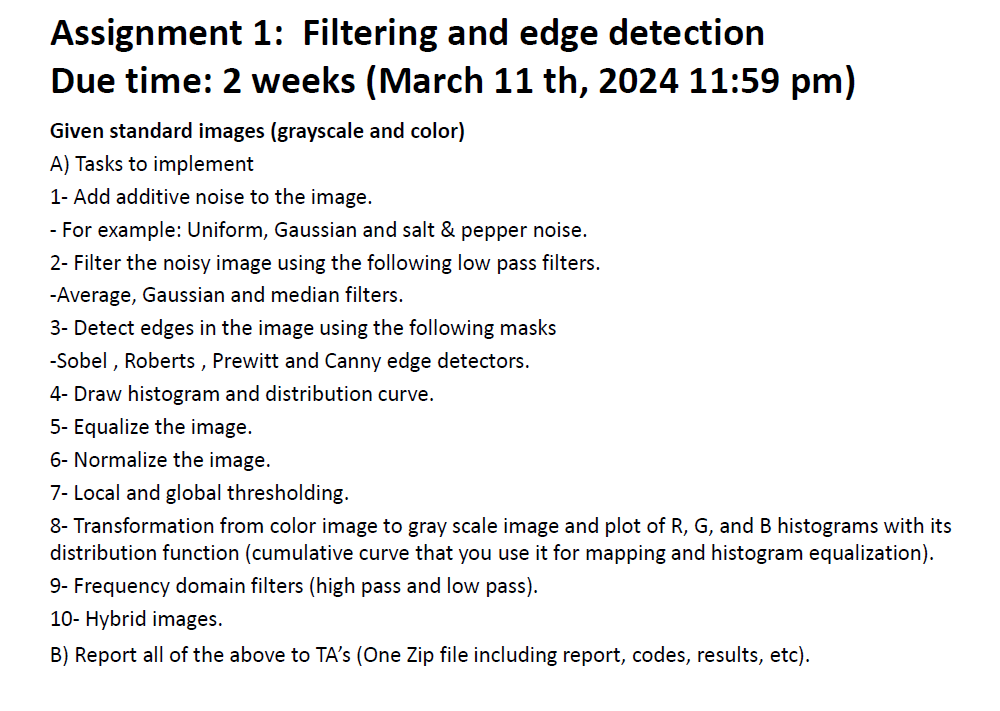 Assignment 1:  Filtering and edge detection
Due time: 2 weeks (March 11 th, 2024 11:59 pm)
Given standard images (grayscale and color)
A) Tasks to implement
1- Add additive noise to the image.
- For example: Uniform, Gaussian and salt & pepper noise.
2- Filter the noisy image using the following low pass filters.
-Average, Gaussian and median filters.
3- Detect edges in the image using the following masks
-Sobel , Roberts , Prewitt and Canny edge detectors.
4- Draw histogram and distribution curve.
5- Equalize the image.
6- Normalize the image.
7- Local and global thresholding.
8- Transformation from color image to gray scale image and plot of R, G, and B histograms with its
distribution function (cumulative curve that you use it for mapping and histogram equalization).
9- Frequency domain filters (high pass and low pass).
10- Hybrid images.
B) Report all of the above to TA’s (One Zip file including report, codes, results, etc).